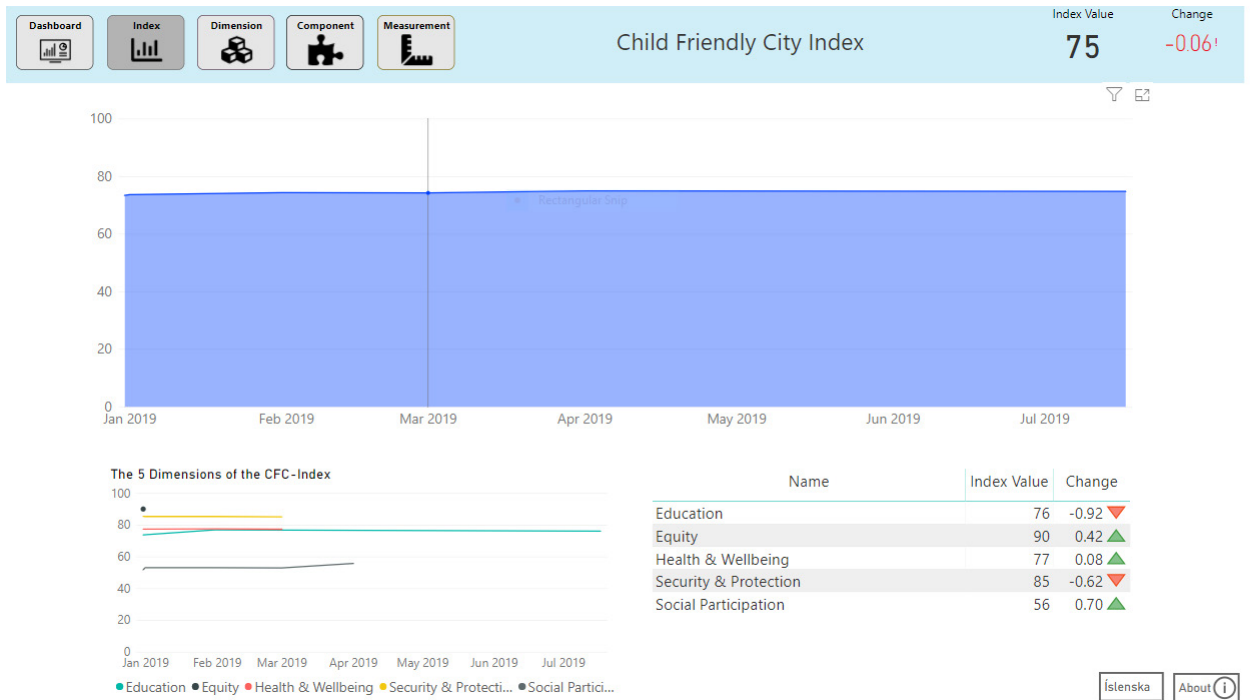 Dashboard Index Dimension Component Measurement
Child Friendly City Index
Index Value Change
75 -0.06!
100
80
Rectangular Snip
60
40
20
0
Jan 2019 Feb 2019 Mar 2019 Apr 2019 May 2019 Jun 2019 Jul 2019
The 5 Dimensions of the CFC-Index
100
80
60
40
20
0
Jan 2019 Feb 2019 Mar 2019 Apr 2019 May 2019 Jun 2019 Jul 2019
Education Equity Health & Wellbeing Security & Protecti... Social Partici...
Name Index Value Change
Education 76 -0.92
Equity 90 0.42
Health & Wellbeing 77 0.08
Security & Protection 85 -0.62
Social Participation 56 0.70
Íslenska About i